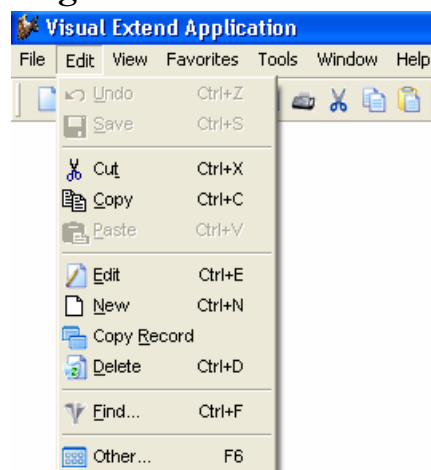 Visual Extend Application
File Edit View Favorites Tools Window Help
Undo Ctrl+Z
Save Ctrl+S
Cut Ctrl+X
Copy Ctrl+C
Paste Ctrl+V
Edit Ctrl+E
New Ctrl+N
Copy Record
Delete Ctrl+D
Find... Ctrl+F
Other... F6